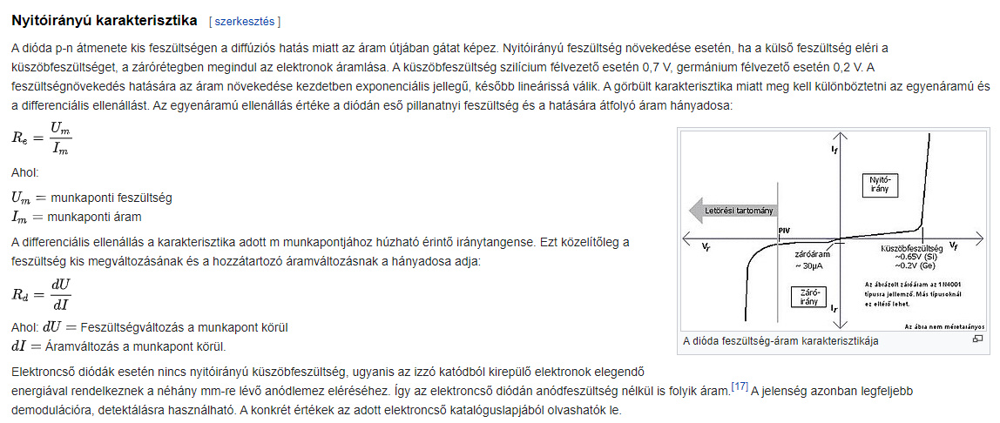 Nyitóirányú karakterisztika [ szerkesztés ]
A dióda p-n átmenete kis feszültségen a diffúziós hatás miatt az áram útjában gátat képez. Nyitóirányú feszültség növekedése esetén, ha a külső feszültség eléri a
küszöbfeszültséget, a zárórétegben megindul az elektronok áramlása. A küszöbfeszültség szilícium félvezető esetén 0,7 V, germánium félvezető esetén 0,2 V. A
feszültségnövekedés hatására az áram növekedése kezdetben exponenciális jellegű, később lineárissá válik. A görbült karakterisztika miatt meg kell különböztetni az egyenáramú és
a differenciális ellenállást. Az egyenáramú ellenállás értéke a diódán eső pillanatnyi feszültség és a hatására átfolyó áram hányadosa:
R_e = U_m / I_m
Ahol:
U_m = munkaponti feszültség
I_m = munkaponti áram
A differenciális ellenállás a karakterisztika adott m munkapontjához húzható érintő iránytangense. Ezt közelítőleg a
feszültség kis megváltozásának és a hozzátartozó áramváltozásnak a hányadosa adja:
R_d = dU / dI
Ahol: dU = Feszültségváltozás a munkapont körül
dI = Áramváltozás a munkapont körül.
Elektroncső diódák esetén nincs nyitóirányú küszöbfeszültség, ugyanis az izzó katódból kirepülő elektronok elegendő
energiával rendelkeznek a néhány mm-re lévő anódlemez eléréséhez. Így az elektroncső diódán anódfeszültség nélkül is folyik áram.[17] A jelenség azonban legfeljebb
demodulációra, detektálásra használható. A konkrét értékek az adott elektroncső katalóguslapjából olvashatók le.
I_f
Nyitó-
irány
Letörési tartomány
PIV
V_r
V_f
záróáram
~ 30µA
Küszöbfeszültség
~0.65V (Si)
~0.2V (Ge)
Záró-
irány
I_r
Az ábrázolt záróáram az 1N4001
típusra jellemző. Más típusoknál
ez eltérő lehet.
Az ábra nem méretarányos
A dióda feszültség-áram karakterisztikája